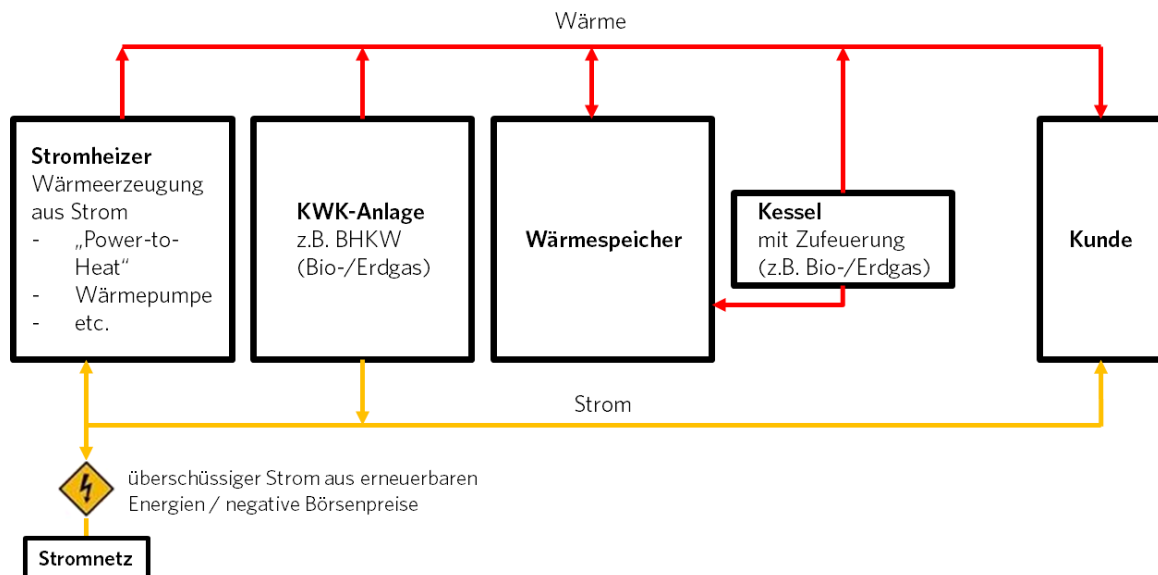 Wärme
Stromheizer
Wärmeerzeugung
aus Strom
- „Power-to-
Heat“
- Wärmepumpe
- etc.
KWK-Anlage
z.B. BHKW
(Bio-/Erdgas)
Wärmespeicher
Kessel
mit Zufeuerung
(z.B. Bio-/Erdgas)
Kunde
Strom
überschüssiger Strom aus erneuerbaren
Energien / negative Börsenpreise
Stromnetz